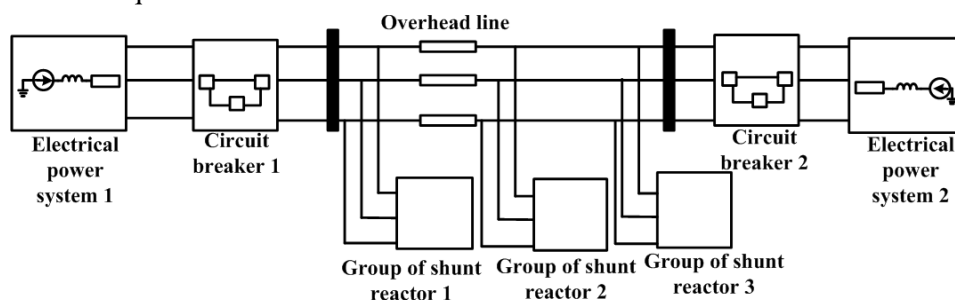 Overhead line
Electrical
power
system 1
Circuit
breaker 1
Circuit
breaker 2
Electrical
power
system 2
Group of shunt
reactor 1
Group of shunt
reactor 2
Group of shunt
reactor 3